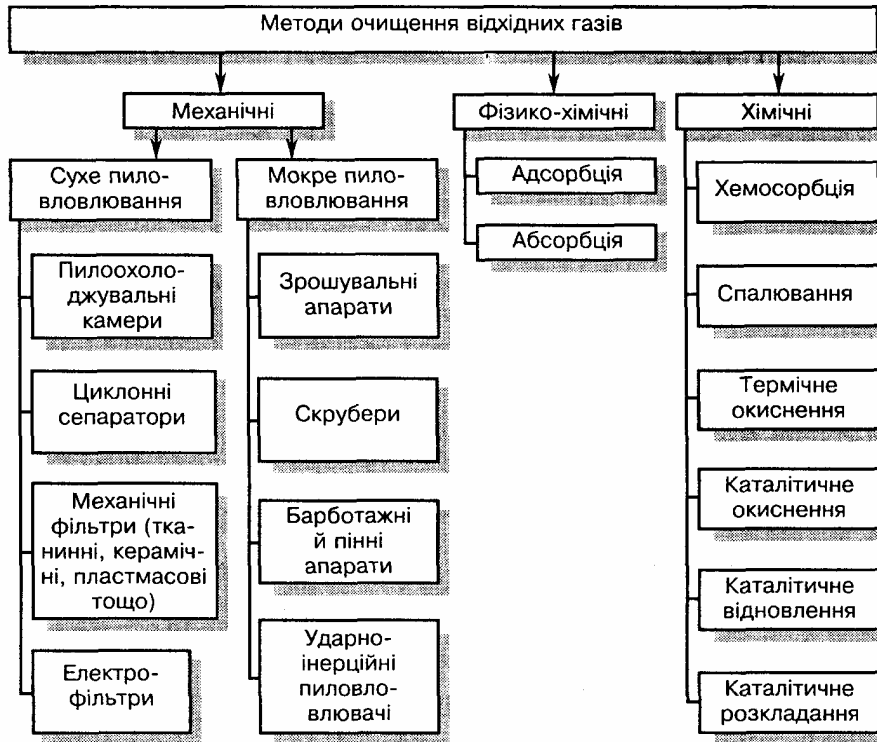 Методи очищення відхідних газів
Механічні
Фізико-хімічні
Хімічні
Сухе пило-
вловлювання
Мокре пило-
вловлювання
Адсорбція
Абсорбція
Хемосорбція
Пилоохоло-
джувальні
камери
Зрошувальні
апарати
Спалювання
Циклонні
сепаратори
Скрубери
Термічне
окиснення
Механічні
фільтри (тка-
нинні, кераміч-
ні, пластмасові
тощо)
Барботажні
й пінні
апарати
Каталітичне
окиснення
Каталітичне
відновлення
Електро-
фільтри
Ударно-
інерційні
пиловло-
влювачі
Каталітичне
розкладання